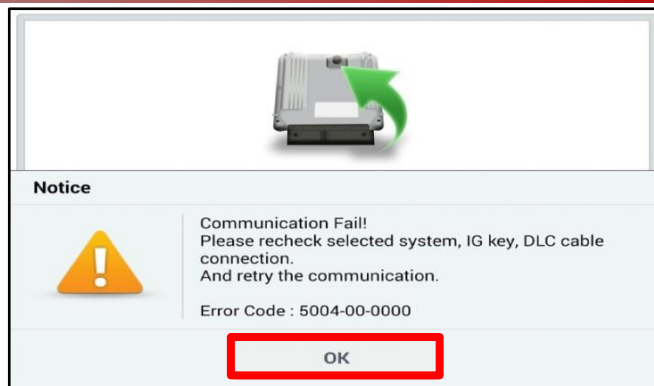 Notice
Communication Fail!
Please recheck selected system, IG key, DLC cable
connection.
And retry the communication.
Error Code : 5004-00-0000
OK